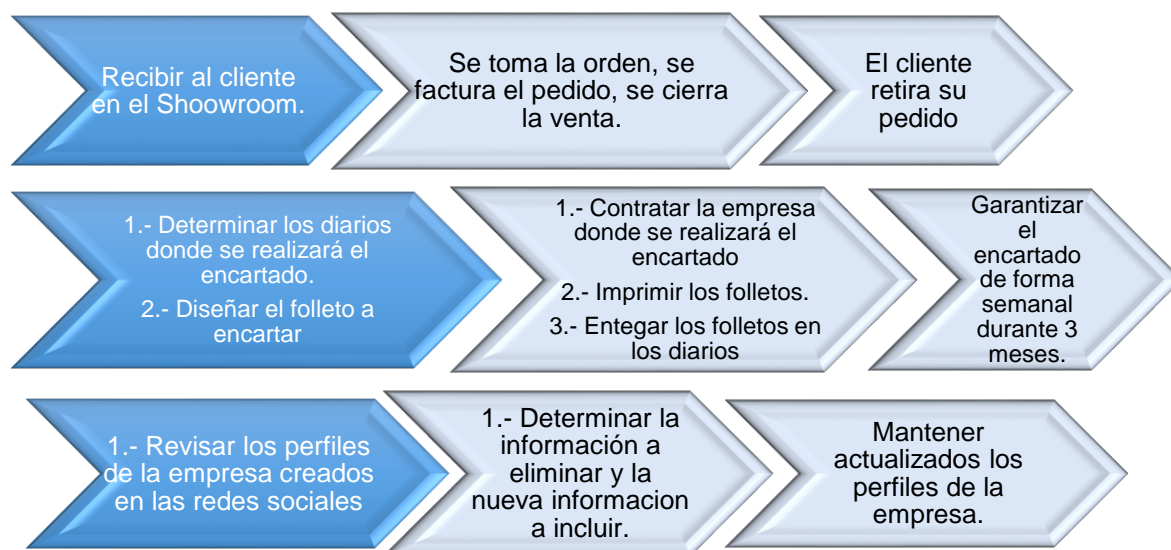 Recibir al cliente
en el Shoowroom.
Se toma la orden, se
factura el pedido, se cierra
la venta.
El cliente
retira su
pedido
1.- Determinar los diarios
donde se realizará el
encartado.
2.- Diseñar el folleto a
encartar
1.- Contratar la empresa
donde se realizará el
encartado
2.- Imprimir los folletos.
3.- Entegar los folletos en
los diarios
Garantizar
el
encartado
de forma
semanal
durante 3
meses.
1.- Revisar los perfiles
de la empresa creados
en las redes sociales
1.- Determinar la
información a
eliminar y la
nueva informacion
a incluir.
Mantener
actualizados los
perfiles de la
empresa.